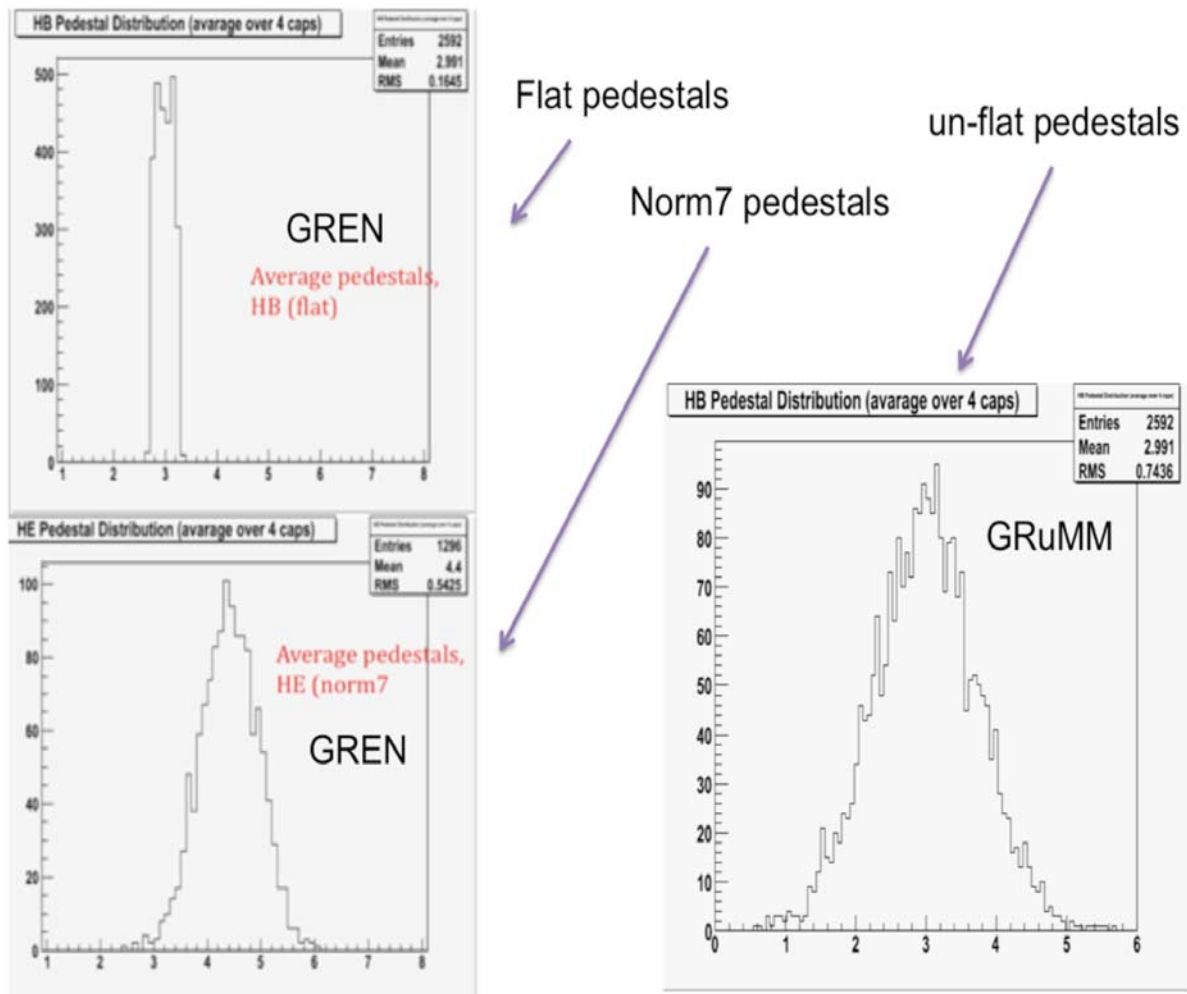 HB Pedestal Distribution (avarage over 4 caps)
Entries 2592
Mean 2.991
RMS 0.1645
500
400
300
200
100
0
1 2 3 4 5 6 7 8
GREN
Average pedestals,
HB (flat)
Flat pedestals
Norm7 pedestals
un-flat pedestals
HE Pedestal Distribution (avarage over 4 caps)
Entries 1296
Mean 4.4
RMS 0.5425
100
80
60
40
20
0
1 2 3 4 5 6 7 8
Average pedestals,
HE (norm7
GREN
HB Pedestal Distribution (avarage over 4 caps)
Entries 2592
Mean 2.991
RMS 0.7436
90
80
70
60
50
40
30
20
10
0
0 1 2 3 4 5 6
GRuMM